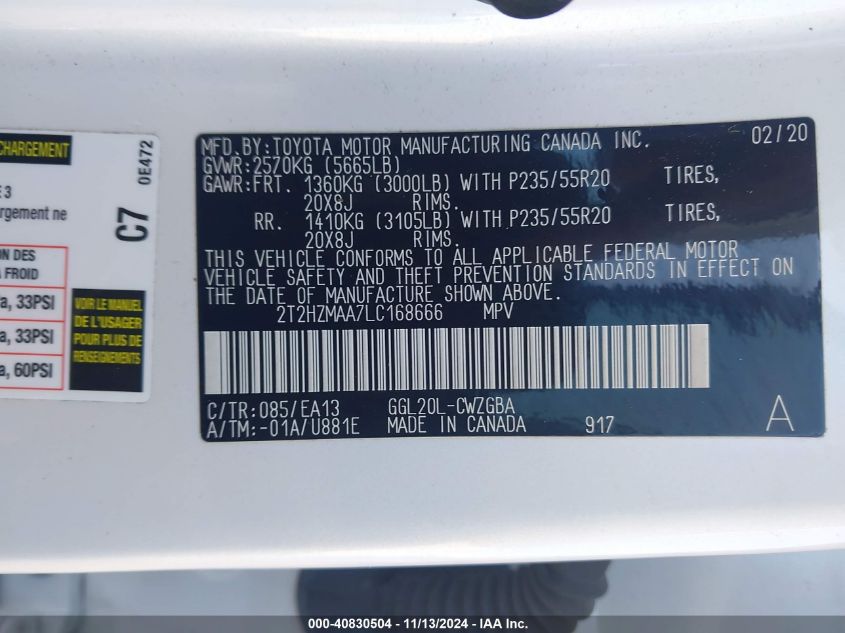 CHARGEMENT
0E472
E 3
argement ne
C7
ON DES
A FROID
a, 33PSI
a, 33PSI
a, 60PSI
VOIR LE MANUEL
DE L'USAGER
POUR PLUS DE
RENSEIGNEMENTS
MFD.BY:TOYOTA MOTOR MANUFACTURING CANADA INC. 02/20
GVWR:2570KG (5665LB)
GAWR:FRT. 1360KG (3000LB) WITH P235/55R20 TIRES,
20X8J RIMS.
RR. 1410KG (3105LB) WITH P235/55R20 TIRES,
20X8J RIMS.
THIS VEHICLE CONFORMS TO ALL APPLICABLE FEDERAL MOTOR
VEHICLE SAFETY AND THEFT PREVENTION STANDARDS IN EFFECT ON
THE DATE OF MANUFACTURE SHOWN ABOVE.
2T2HZMAA7LC168666 MPV
C/TR:085/EA13 GGL20L-CWZGBA
A/TM:-01A/U881E MADE IN CANADA 917 A
000-40830504 - 11/13/2024 - IAA Inc.